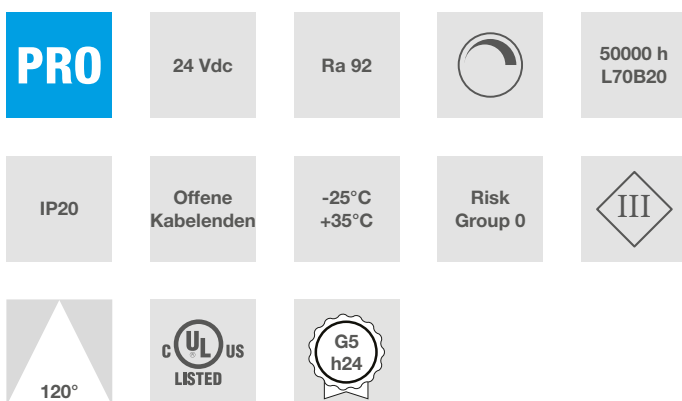 PRO
24 Vdc
Ra 92
50000 h
L70B20
IP20
Offene
Kabelenden
-25°C
+35°C
Risk
Group 0
III
120°
C UL US
®
LISTED
G5
h24